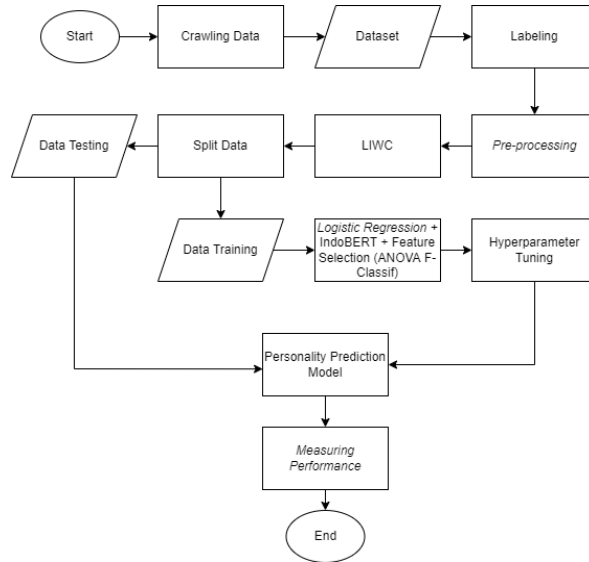 Start
Crawling Data
Dataset
Labeling
Data Testing
Split Data
LIWC
Pre-processing
Data Training
Logistic Regression +
IndoBERT + Feature
Selection (ANOVA F-
Classif)
Hyperparameter
Tuning
Personality Prediction
Model
Measuring
Performance
End